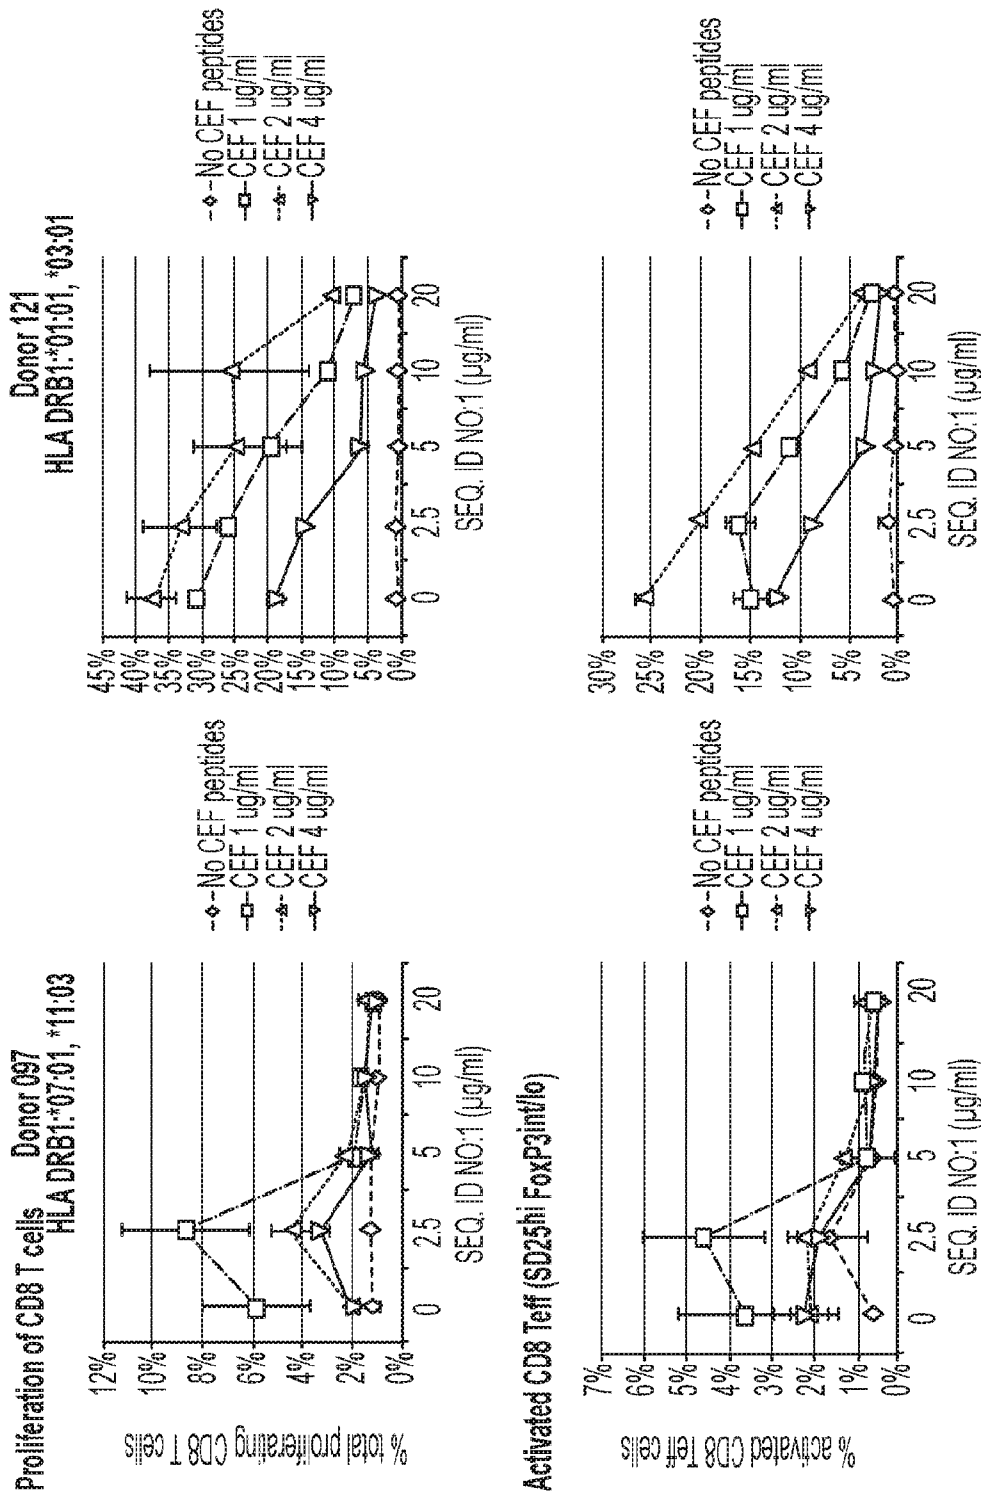 Proliferation of CD8 T cells
Donor 097
HLA DRB1:*07:01, *11:03
% total proliferating CD8 T cells
12%
10%
8%
6%
4%
2%
0%
0 2.5 5 10 20
SEQ. ID NO:1 (µg/ml)
No CEF peptides
CEF 1 ug/ml
CEF 2 ug/ml
CEF 4 ug/ml
Donor 121
HLA DRB1:*01:01, *03:01
45%
40%
35%
30%
25%
20%
15%
10%
5%
0%
0 2.5 5 10 20
SEQ. ID NO:1 (µg/ml)
No CEF peptides
CEF 1 ug/ml
CEF 2 ug/ml
CEF 4 ug/ml
Activated CD8 Teff (SD25hi FoxP3int/lo)
% activated CD8 Teff cells
7%
6%
5%
4%
3%
2%
1%
0%
0 2.5 5 10 20
SEQ. ID NO:1 (µg/ml)
No CEF peptides
CEF 1 ug/ml
CEF 2 ug/ml
CEF 4 ug/ml
30%
25%
20%
15%
10%
5%
0%
0 2.5 5 10 20
SEQ. ID NO:1 (µg/ml)
No CEF peptides
CEF 1 ug/ml
CEF 2 ug/ml
CEF 4 ug/ml